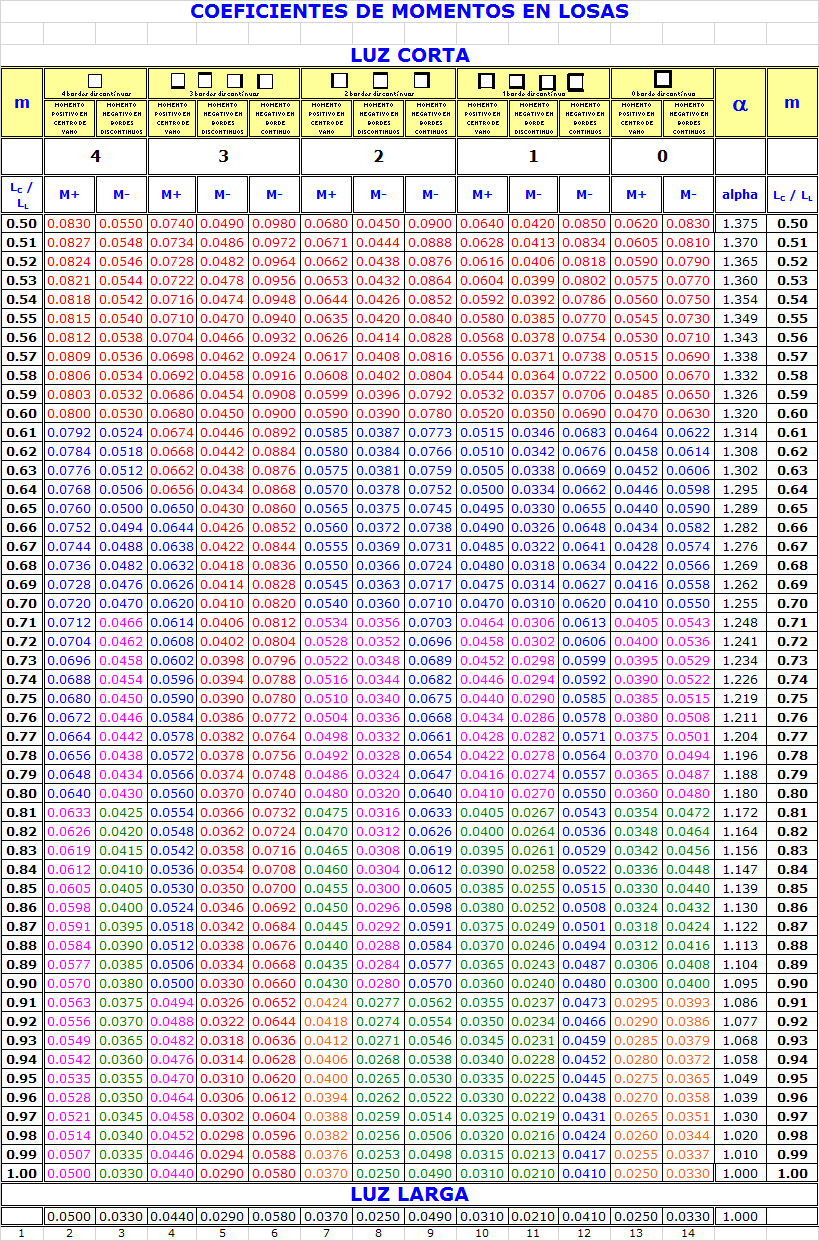 COEFICIENTES DE MOMENTOS EN LOSAS
LUZ CORTA
4 bordes discontinuos 3 bordes discontinuos 2 bordes discontinuos 1 borde discontinuo 0 bordes discontinuo
m α m
MOMENTO MOMENTO MOMENTO MOMENTO MOMENTO MOMENTO MOMENTO MOMENTO MOMENTO MOMENTO MOMENTO MOMENTO MOMENTO
POSITIVO EN NEGATIVO EN POSITIVO EN NEGATIVO EN NEGATIVO EN POSITIVO EN NEGATIVO EN NEGATIVO EN POSITIVO EN NEGATIVO EN NEGATIVO EN POSITIVO EN NEGATIVO EN
CENTRO DE BORDES CENTRO DE BORDES BORDE CENTRO DE BORDES BORDES CENTRO DE BORDES BORDES CENTRO DE BORDES
VANO DISCONTINUOS VANO DISCONTINUOS CONTINUO VANO DISCONTINUOS CONTINUOS VANO DISCONTINUOS CONTINUOS VANO CONTINUOS
4 3 2 1 0
LC / LL M+ M- M+ M- M- M+ M- M- M+ M- M- M+ M- alpha LC / LL
0.50 0.0830 0.0550 0.0740 0.0490 0.0980 0.0680 0.0450 0.0900 0.0640 0.0420 0.0850 0.0620 0.0830 1.375 0.50
0.51 0.0827 0.0548 0.0734 0.0486 0.0972 0.0671 0.0444 0.0888 0.0628 0.0413 0.0834 0.0605 0.0810 1.370 0.51
0.52 0.0824 0.0546 0.0728 0.0482 0.0964 0.0662 0.0438 0.0876 0.0616 0.0406 0.0818 0.0590 0.0790 1.365 0.52
0.53 0.0821 0.0544 0.0722 0.0478 0.0956 0.0653 0.0432 0.0864 0.0604 0.0399 0.0802 0.0575 0.0770 1.360 0.53
0.54 0.0818 0.0542 0.0716 0.0474 0.0948 0.0644 0.0426 0.0852 0.0592 0.0392 0.0786 0.0560 0.0750 1.354 0.54
0.55 0.0815 0.0540 0.0710 0.0470 0.0940 0.0635 0.0420 0.0840 0.0580 0.0385 0.0770 0.0545 0.0730 1.349 0.55
0.56 0.0812 0.0538 0.0704 0.0466 0.0932 0.0626 0.0414 0.0828 0.0568 0.0378 0.0754 0.0530 0.0710 1.343 0.56
0.57 0.0809 0.0536 0.0698 0.0462 0.0924 0.0617 0.0408 0.0816 0.0556 0.0371 0.0738 0.0515 0.0690 1.338 0.57
0.58 0.0806 0.0534 0.0692 0.0458 0.0916 0.0608 0.0402 0.0804 0.0544 0.0364 0.0722 0.0500 0.0670 1.332 0.58
0.59 0.0803 0.0532 0.0686 0.0454 0.0908 0.0599 0.0396 0.0792 0.0532 0.0357 0.0706 0.0485 0.0650 1.326 0.59
0.60 0.0800 0.0530 0.0680 0.0450 0.0900 0.0590 0.0390 0.0780 0.0520 0.0350 0.0690 0.0470 0.0630 1.320 0.60
0.61 0.0792 0.0524 0.0674 0.0446 0.0892 0.0585 0.0387 0.0773 0.0515 0.0346 0.0683 0.0464 0.0622 1.314 0.61
0.62 0.0784 0.0518 0.0668 0.0442 0.0884 0.0580 0.0384 0.0766 0.0510 0.0342 0.0676 0.0458 0.0614 1.308 0.62
0.63 0.0776 0.0512 0.0662 0.0438 0.0876 0.0575 0.0381 0.0759 0.0505 0.0338 0.0669 0.0452 0.0606 1.302 0.63
0.64 0.0768 0.0506 0.0656 0.0434 0.0868 0.0570 0.0378 0.0752 0.0500 0.0334 0.0662 0.0446 0.0598 1.295 0.64
0.65 0.0760 0.0500 0.0650 0.0430 0.0860 0.0565 0.0375 0.0745 0.0495 0.0330 0.0655 0.0440 0.0590 1.289 0.65
0.66 0.0752 0.0494 0.0644 0.0426 0.0852 0.0560 0.0372 0.0738 0.0490 0.0326 0.0648 0.0434 0.0582 1.282 0.66
0.67 0.0744 0.0488 0.0638 0.0422 0.0844 0.0555 0.0369 0.0731 0.0485 0.0322 0.0641 0.0428 0.0574 1.276 0.67
0.68 0.0736 0.0482 0.0632 0.0418 0.0836 0.0550 0.0366 0.0724 0.0480 0.0318 0.0634 0.0422 0.0566 1.269 0.68
0.69 0.0728 0.0476 0.0626 0.0414 0.0828 0.0545 0.0363 0.0717 0.0475 0.0314 0.0627 0.0416 0.0558 1.262 0.69
0.70 0.0720 0.0470 0.0620 0.0410 0.0820 0.0540 0.0360 0.0710 0.0470 0.0310 0.0620 0.0410 0.0550 1.255 0.70
0.71 0.0712 0.0466 0.0614 0.0406 0.0812 0.0534 0.0356 0.0703 0.0464 0.0306 0.0613 0.0405 0.0543 1.248 0.71
0.72 0.0704 0.0462 0.0608 0.0402 0.0804 0.0528 0.0352 0.0696 0.0458 0.0302 0.0606 0.0400 0.0536 1.241 0.72
0.73 0.0696 0.0458 0.0602 0.0398 0.0796 0.0522 0.0348 0.0689 0.0452 0.0298 0.0599 0.0395 0.0529 1.234 0.73
0.74 0.0688 0.0454 0.0596 0.0394 0.0788 0.0516 0.0344 0.0682 0.0446 0.0294 0.0592 0.0390 0.0522 1.226 0.74
0.75 0.0680 0.0450 0.0590 0.0390 0.0780 0.0510 0.0340 0.0675 0.0440 0.0290 0.0585 0.0385 0.0515 1.219 0.75
0.76 0.0672 0.0446 0.0584 0.0386 0.0772 0.0504 0.0336 0.0668 0.0434 0.0286 0.0578 0.0380 0.0508 1.211 0.76
0.77 0.0664 0.0442 0.0578 0.0382 0.0764 0.0498 0.0332 0.0661 0.0428 0.0282 0.0571 0.0375 0.0501 1.204 0.77
0.78 0.0656 0.0438 0.0572 0.0378 0.0756 0.0492 0.0328 0.0654 0.0422 0.0278 0.0564 0.0370 0.0494 1.196 0.78
0.79 0.0648 0.0434 0.0566 0.0374 0.0748 0.0486 0.0324 0.0647 0.0416 0.0274 0.0557 0.0365 0.0487 1.188 0.79
0.80 0.0640 0.0430 0.0560 0.0370 0.0740 0.0480 0.0320 0.0640 0.0410 0.0270 0.0550 0.0360 0.0480 1.180 0.80
0.81 0.0633 0.0425 0.0554 0.0366 0.0732 0.0475 0.0316 0.0633 0.0405 0.0267 0.0543 0.0354 0.0472 1.172 0.81
0.82 0.0626 0.0420 0.0548 0.0362 0.0724 0.0470 0.0312 0.0626 0.0400 0.0264 0.0536 0.0348 0.0464 1.164 0.82
0.83 0.0619 0.0415 0.0542 0.0358 0.0716 0.0465 0.0308 0.0619 0.0395 0.0261 0.0529 0.0342 0.0456 1.156 0.83
0.84 0.0612 0.0410 0.0536 0.0354 0.0708 0.0460 0.0304 0.0612 0.0390 0.0258 0.0522 0.0336 0.0448 1.147 0.84
0.85 0.0605 0.0405 0.0530 0.0350 0.0700 0.0455 0.0300 0.0605 0.0385 0.0255 0.0515 0.0330 0.0440 1.139 0.85
0.86 0.0598 0.0400 0.0524 0.0346 0.0692 0.0450 0.0296 0.0598 0.0380 0.0252 0.0508 0.0324 0.0432 1.130 0.86
0.87 0.0591 0.0395 0.0518 0.0342 0.0684 0.0445 0.0292 0.0591 0.0375 0.0249 0.0501 0.0318 0.0424 1.122 0.87
0.88 0.0584 0.0390 0.0512 0.0338 0.0676 0.0440 0.0288 0.0584 0.0370 0.0246 0.0494 0.0312 0.0416 1.113 0.88
0.89 0.0577 0.0385 0.0506 0.0334 0.0668 0.0435 0.0284 0.0577 0.0365 0.0243 0.0487 0.0306 0.0408 1.104 0.89
0.90 0.0570 0.0380 0.0500 0.0330 0.0660 0.0430 0.0280 0.0570 0.0360 0.0240 0.0480 0.0300 0.0400 1.095 0.90
0.91 0.0563 0.0375 0.0494 0.0326 0.0652 0.0424 0.0277 0.0562 0.0355 0.0237 0.0473 0.0295 0.0393 1.086 0.91
0.92 0.0556 0.0370 0.0488 0.0322 0.0644 0.0418 0.0274 0.0554 0.0350 0.0234 0.0466 0.0290 0.0386 1.077 0.92
0.93 0.0549 0.0365 0.0482 0.0318 0.0636 0.0412 0.0271 0.0546 0.0345 0.0231 0.0459 0.0285 0.0379 1.068 0.93
0.94 0.0542 0.0360 0.0476 0.0314 0.0628 0.0406 0.0268 0.0538 0.0340 0.0228 0.0452 0.0280 0.0372 1.058 0.94
0.95 0.0535 0.0355 0.0470 0.0310 0.0620 0.0400 0.0265 0.0530 0.0335 0.0225 0.0445 0.0275 0.0365 1.049 0.95
0.96 0.0528 0.0350 0.0464 0.0306 0.0612 0.0394 0.0262 0.0522 0.0330 0.0222 0.0438 0.0270 0.0358 1.039 0.96
0.97 0.0521 0.0345 0.0458 0.0302 0.0604 0.0388 0.0259 0.0514 0.0325 0.0219 0.0431 0.0265 0.0351 1.030 0.97
0.98 0.0514 0.0340 0.0452 0.0298 0.0596 0.0382 0.0256 0.0506 0.0320 0.0216 0.0424 0.0260 0.0344 1.020 0.98
0.99 0.0507 0.0335 0.0446 0.0294 0.0588 0.0376 0.0253 0.0498 0.0315 0.0213 0.0417 0.0255 0.0337 1.010 0.99
1.00 0.0500 0.0330 0.0440 0.0290 0.0580 0.0370 0.0250 0.0490 0.0310 0.0210 0.0410 0.0250 0.0330 1.000 1.00
LUZ LARGA
0.0500 0.0330 0.0440 0.0290 0.0580 0.0370 0.0250 0.0490 0.0310 0.0210 0.0410 0.0250 0.0330 1.000
1 2 3 4 5 6 7 8 9 10 11 12 13 14